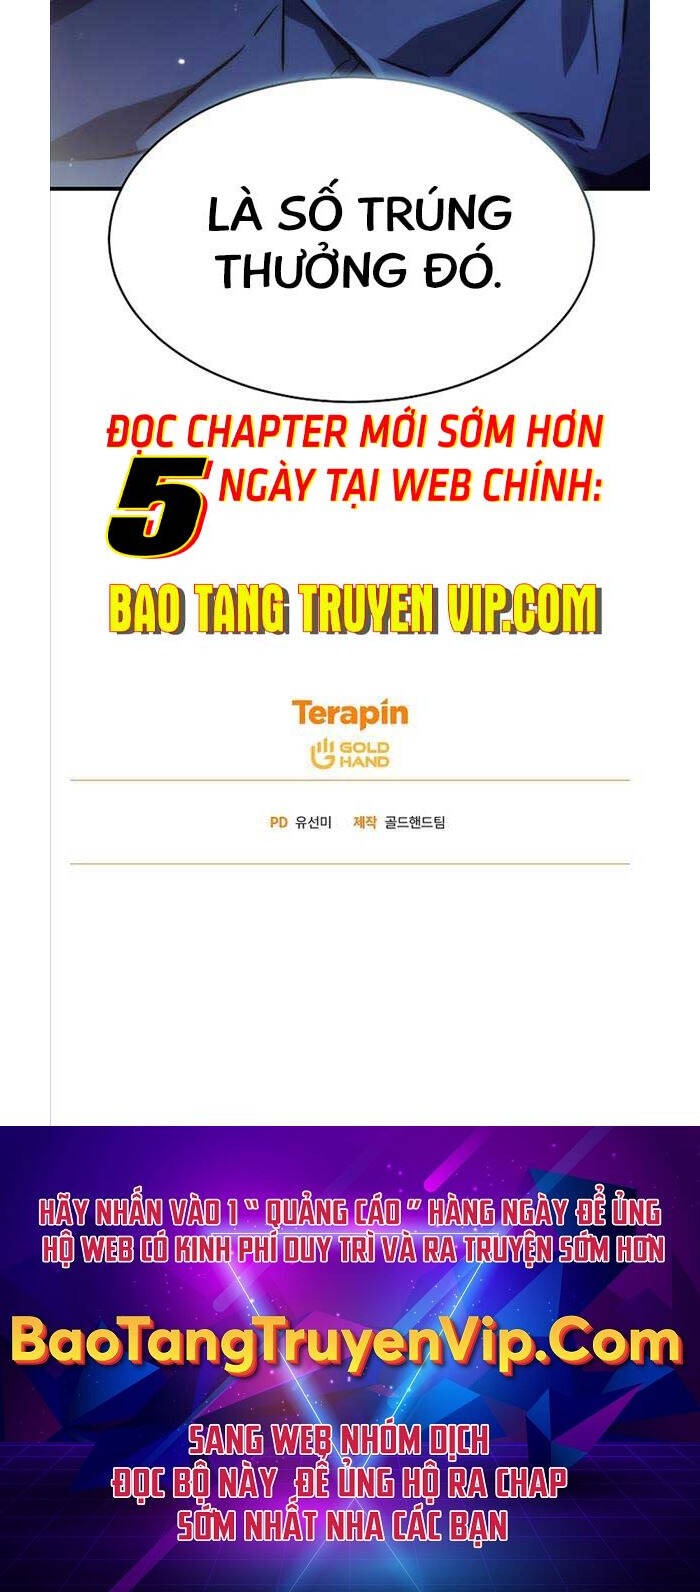 LÀ SỐ TRÚNG
THƯỞNG ĐÓ.
ĐỌC CHAPTER MỚI SỚM HƠN
5 NGÀY TẠI WEB CHÍNH:
BAO TANG TRUYEN VIP.COM
Terapin
GOLD
HAND
PD 유선미 제작 골드핸드팀
HÃY NHẤN VÀO 1 “ QUẢNG CÁO ” HÀNG NGÀY ĐỂ ỦNG
HỘ WEB CÓ KINH PHÍ DUY TRÌ VÀ RA TRUYỆN SỚM HƠN
BaoTangTruyenVip.Com
SANG WEB NHÓM DỊCH
ĐỌC BỘ NÀY ĐỂ ỦNG HỘ RA CHAP
SỚM NHẤT NHA CÁC BẠN